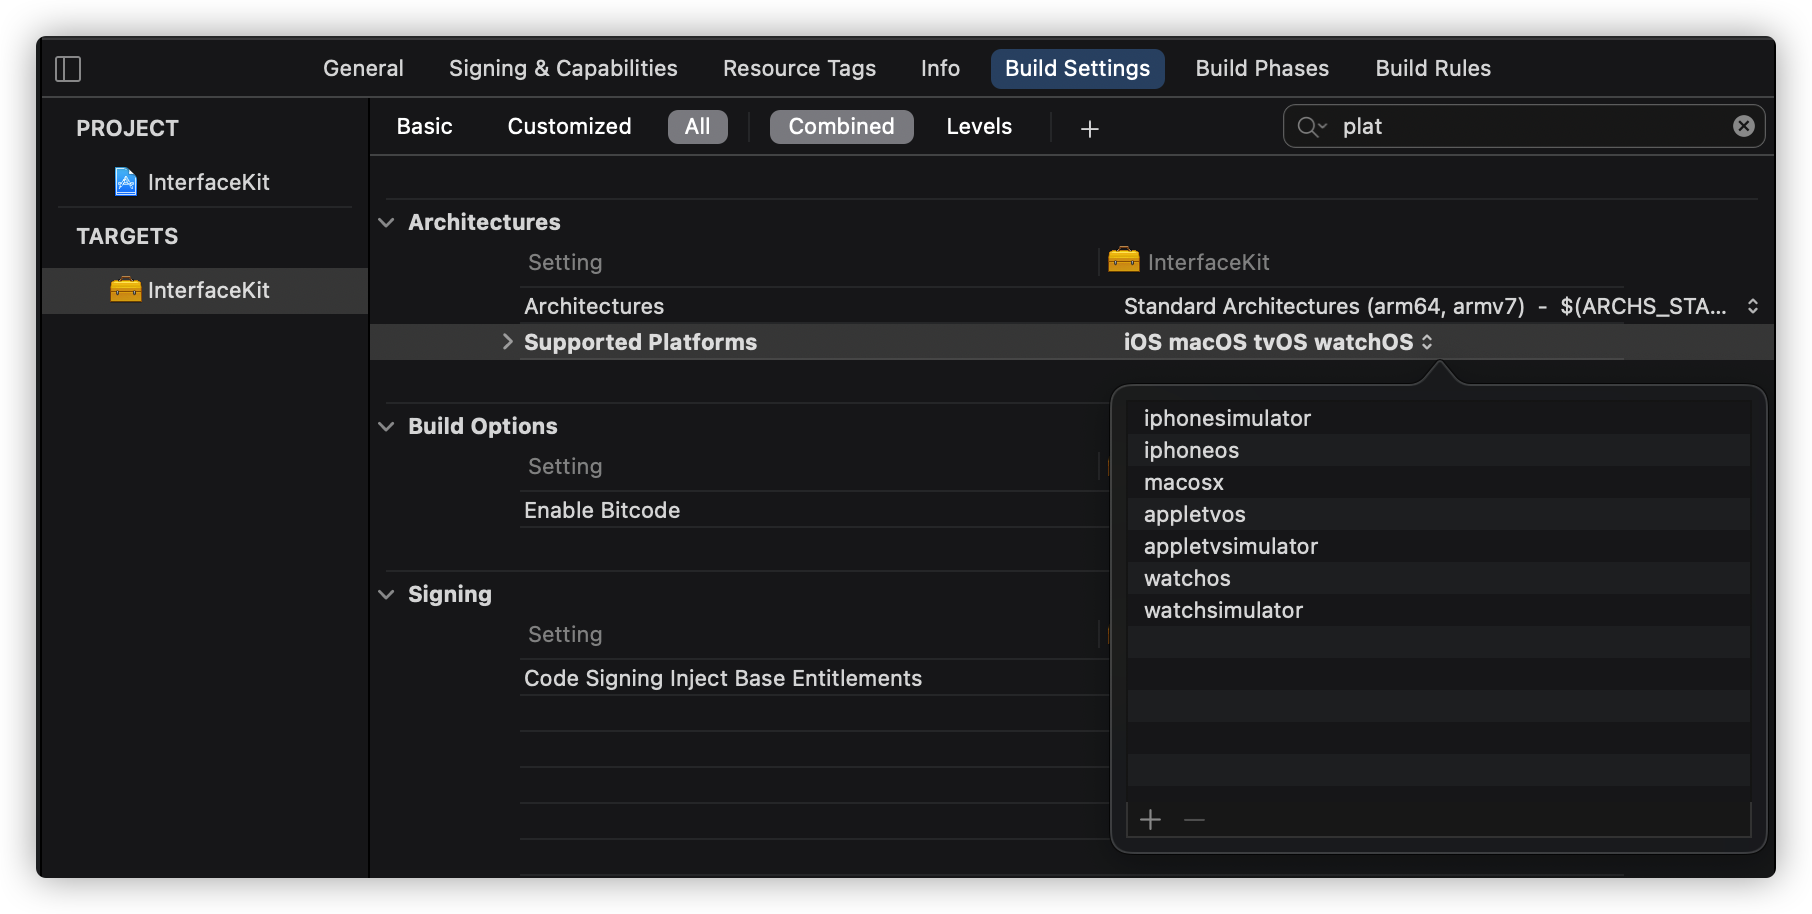 General Signing & Capabilities Resource Tags Info Build Settings Build Phases Build Rules
PROJECT
InterfaceKit
TARGETS
InterfaceKit
Basic Customized All Combined Levels + plat
Architectures
Setting InterfaceKit
Architectures Standard Architectures (arm64, armv7) - $(ARCHS_STA...
Supported Platforms iOS macOS tvOS watchOS
Build Options
Setting
Enable Bitcode
Signing
Setting
Code Signing Inject Base Entitlements
iphonesimulator
iphoneos
macosx
appletvos
appletvsimulator
watchos
watchsimulator
+ —